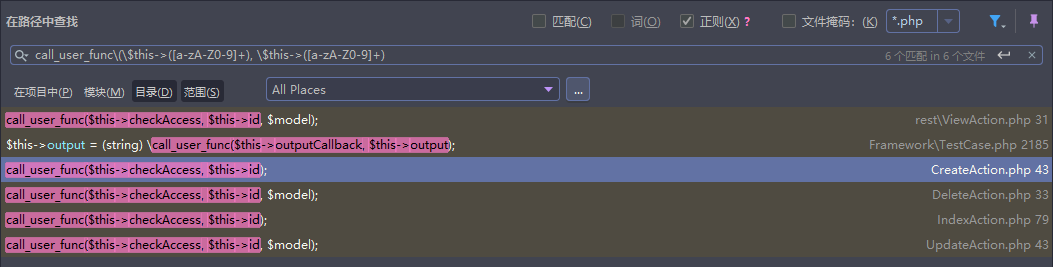 在路径中查找 匹配(C) 词(O) 正则(X) ? 文件掩码: (K) *.php
call_user_func\(\$this->([a-zA-Z0-9]+), \$this->([a-zA-Z0-9]+) 6 个匹配 in 6 个文件
在项目中(P) 模块(M) 目录(D) 范围(S) All Places ...
call_user_func($this->checkAccess, $this->id, $model); rest\ViewAction.php 31
$this->output = (string) \call_user_func($this->outputCallback, $this->output); Framework\TestCase.php 2185
call_user_func($this->checkAccess, $this->id); CreateAction.php 43
call_user_func($this->checkAccess, $this->id, $model); DeleteAction.php 33
call_user_func($this->checkAccess, $this->id); IndexAction.php 79
call_user_func($this->checkAccess, $this->id, $model); UpdateAction.php 43